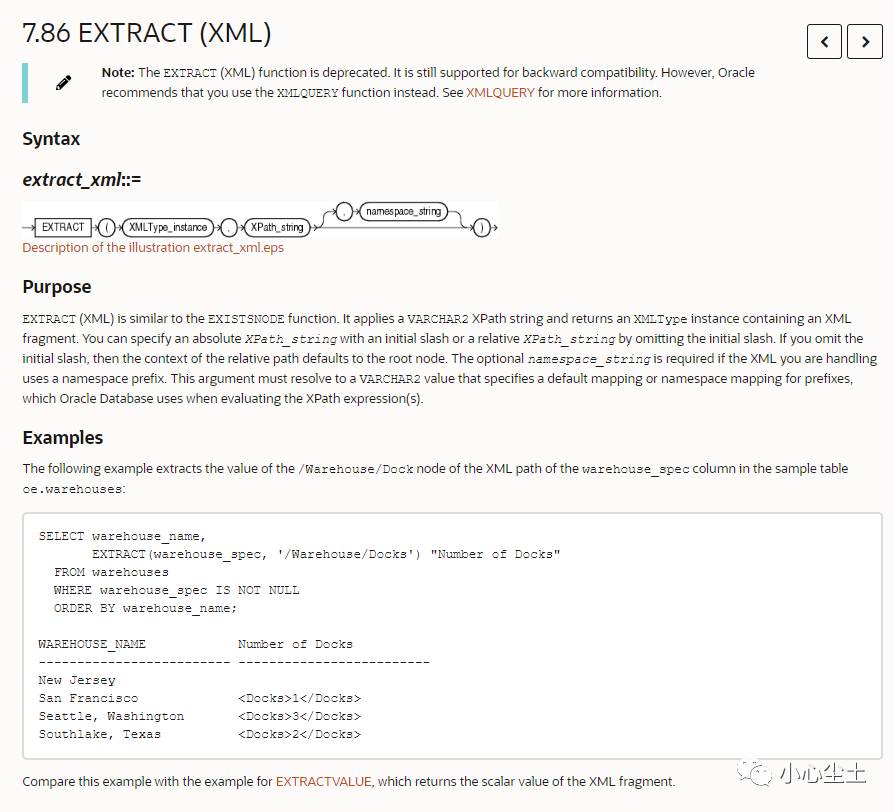 7.86 EXTRACT (XML)
Note: The EXTRACT (XML) function is deprecated. It is still supported for backward compatibility. However, Oracle
recommends that you use the XMLQUERY function instead. See XMLQUERY for more information.
Syntax
extract_xml::=
EXTRACT ( XMLType_instance , XPath_string , namespace_string )
Description of the illustration extract_xml.eps
Purpose
EXTRACT (XML) is similar to the EXISTSNODE function. It applies a VARCHAR2 XPath string and returns an XMLType instance containing an XML
fragment. You can specify an absolute XPath_string with an initial slash or a relative XPath_string by omitting the initial slash. If you omit the
initial slash, then the context of the relative path defaults to the root node. The optional namespace_string is required if the XML you are handling
uses a namespace prefix. This argument must resolve to a VARCHAR2 value that specifies a default mapping or namespace mapping for prefixes,
which Oracle Database uses when evaluating the XPath expression(s).
Examples
The following example extracts the value of the /Warehouse/Dock node of the XML path of the warehouse_spec column in the sample table
oe.warehouses:
SELECT warehouse_name,
       EXTRACT(warehouse_spec, '/Warehouse/Docks') "Number of Docks"
  FROM warehouses
  WHERE warehouse_spec IS NOT NULL
  ORDER BY warehouse_name;
WAREHOUSE_NAME            Number of Docks
------------------------- -------------------------
New Jersey
San Francisco             <Docks>1</Docks>
Seattle, Washington       <Docks>3</Docks>
Southlake, Texas          <Docks>2</Docks>
Compare this example with the example for EXTRACTVALUE, which returns the scalar value of the XML fragment.
小心尘土